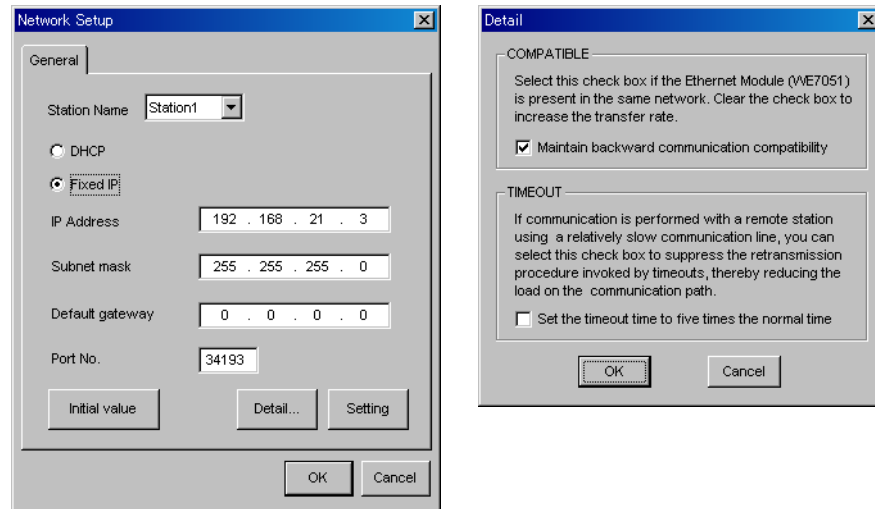 Network Setup
General
Station Name Station1
DHCP
Fixed IP
IP Address 192 . 168 . 21 . 3
Subnet mask 255 . 255 . 255 . 0
Default gateway 0 . 0 . 0 . 0
Port No. 34193
Initial value Detail... Setting
OK Cancel
Detail
COMPATIBLE
Select this check box if the Ethernet Module (WE7051)
is present in the same network. Clear the check box to
increase the transfer rate.
Maintain backward communication compatibility
TIMEOUT
If communication is performed with a remote station
using a relatively slow communication line, you can
select this check box to suppress the retransmission
procedure invoked by timeouts, thereby reducing the
load on the communication path.
Set the timeout time to five times the normal time
OK Cancel